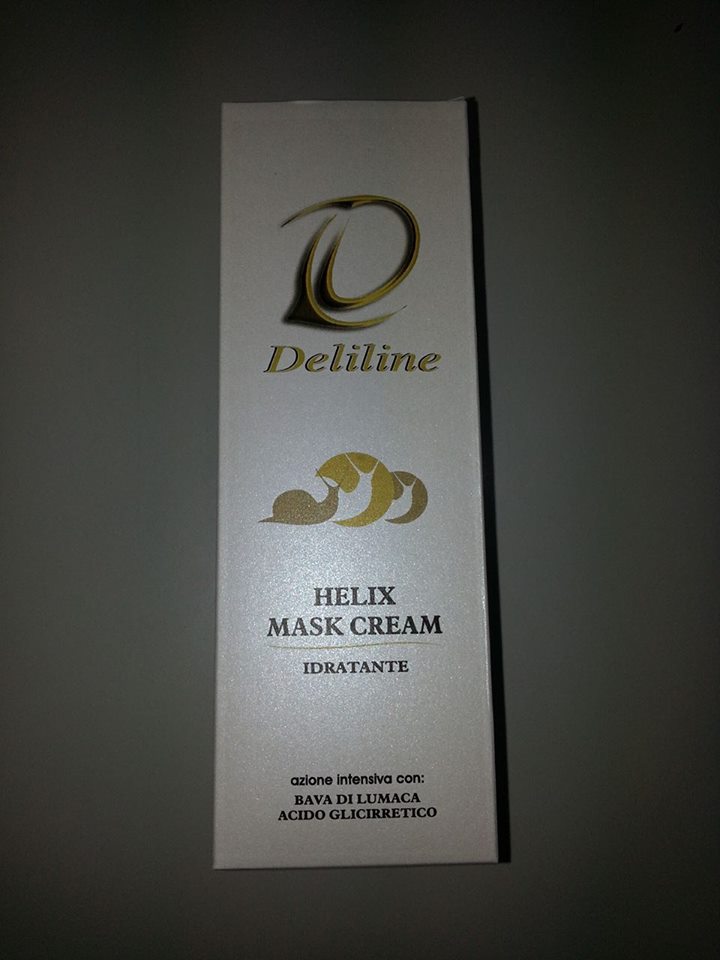 Deliline
HELIX
MASK CREAM
IDRATANTE
azione intensiva con:
BAVA DI LUMACA
ACIDO GLICIRRETICO